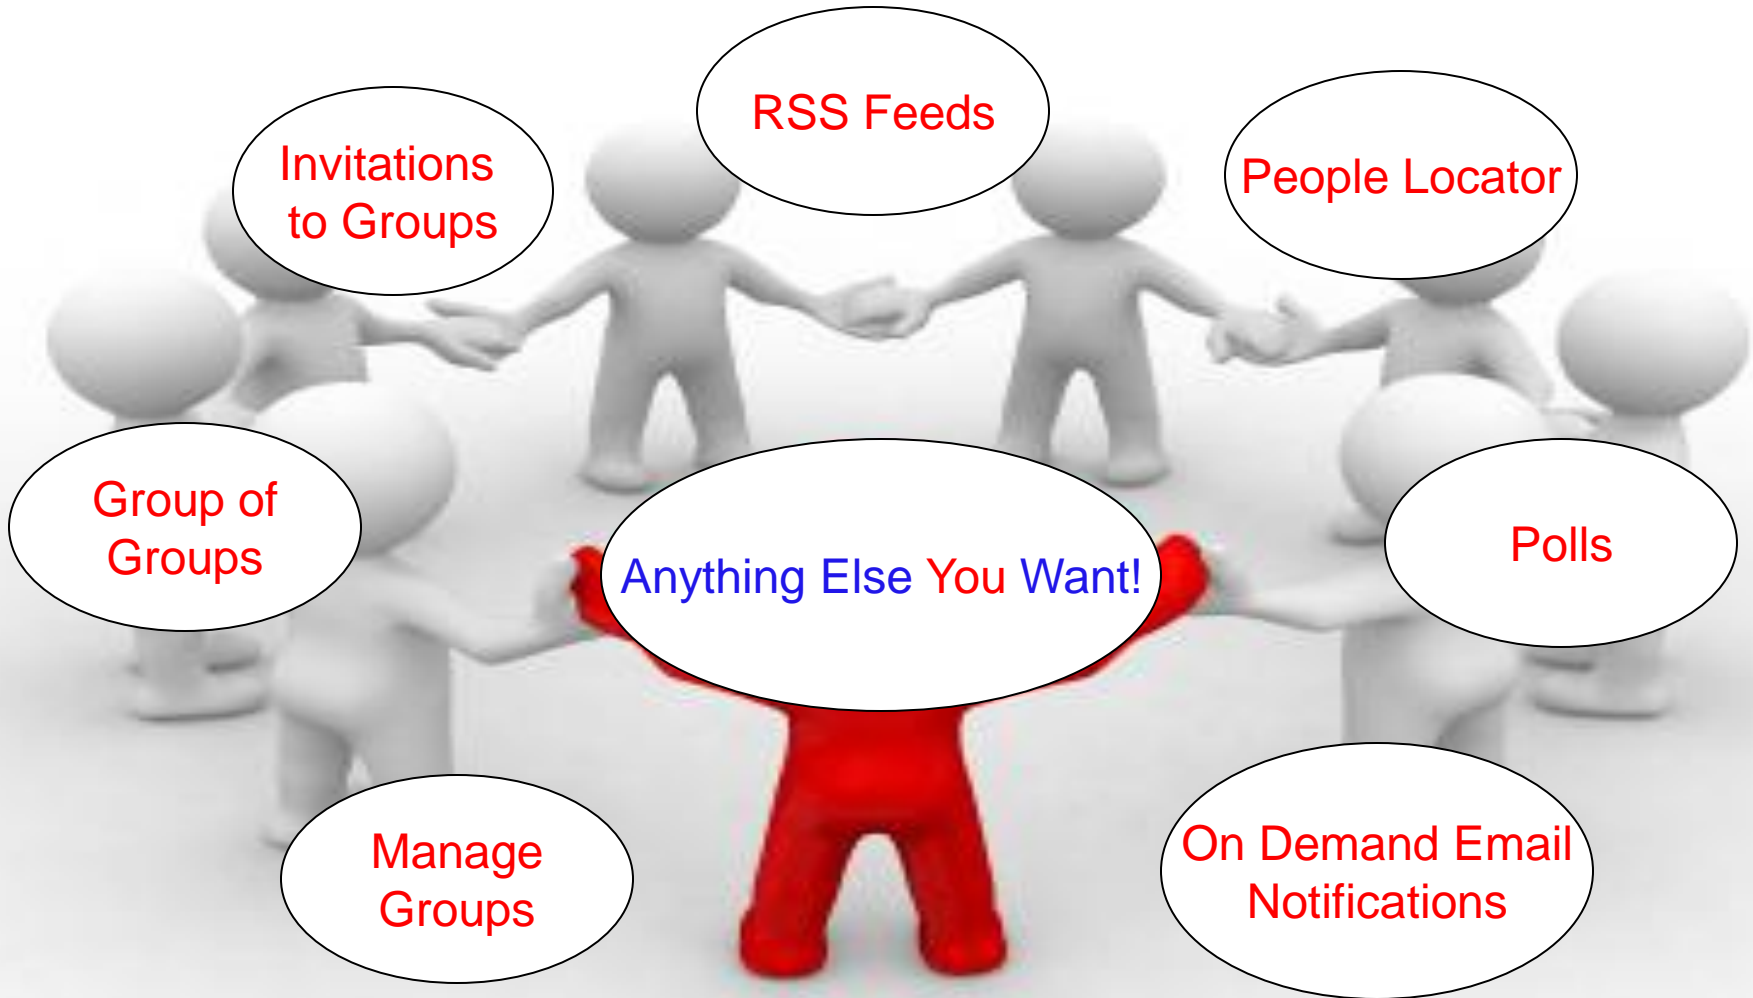 RSS Feeds
Invitations
to Groups
People Locator
Group of
Groups
Anything Else You Want!
Polls
Manage
Groups
On Demand Email
Notifications